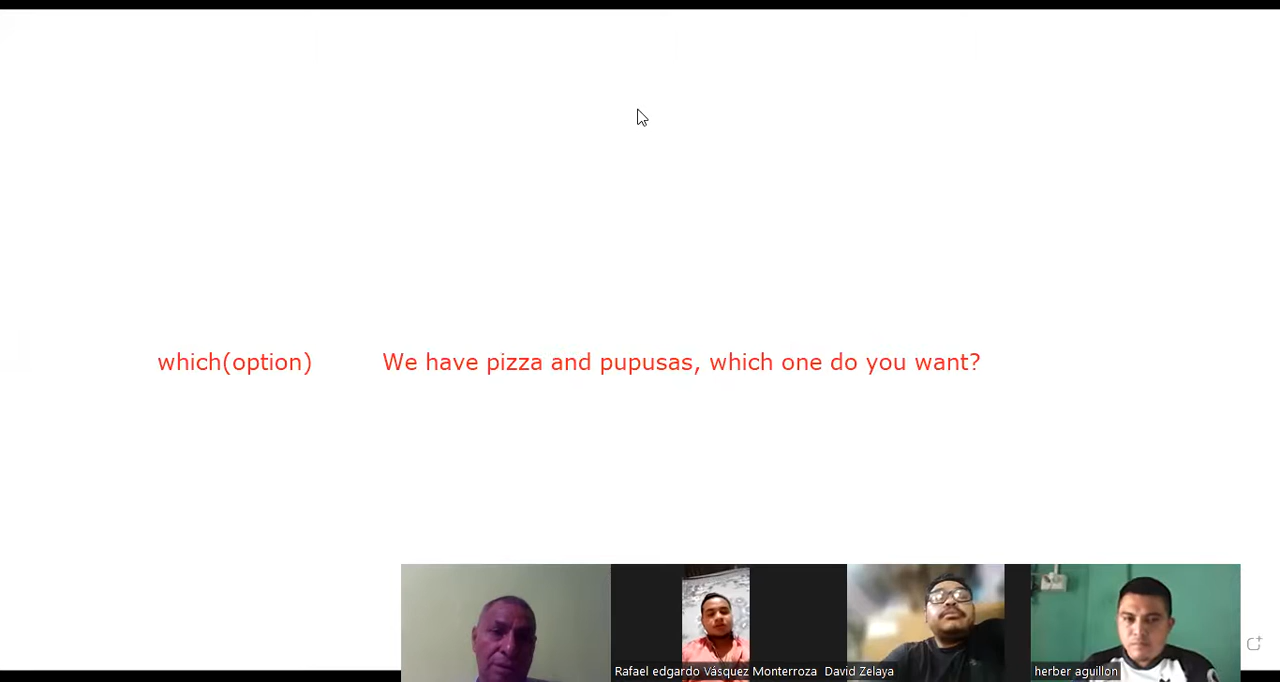 which(option) We have pizza and pupusas, which one do you want?
Rafael edgardo Vásquez Monterroza David Zelaya herber aguillon